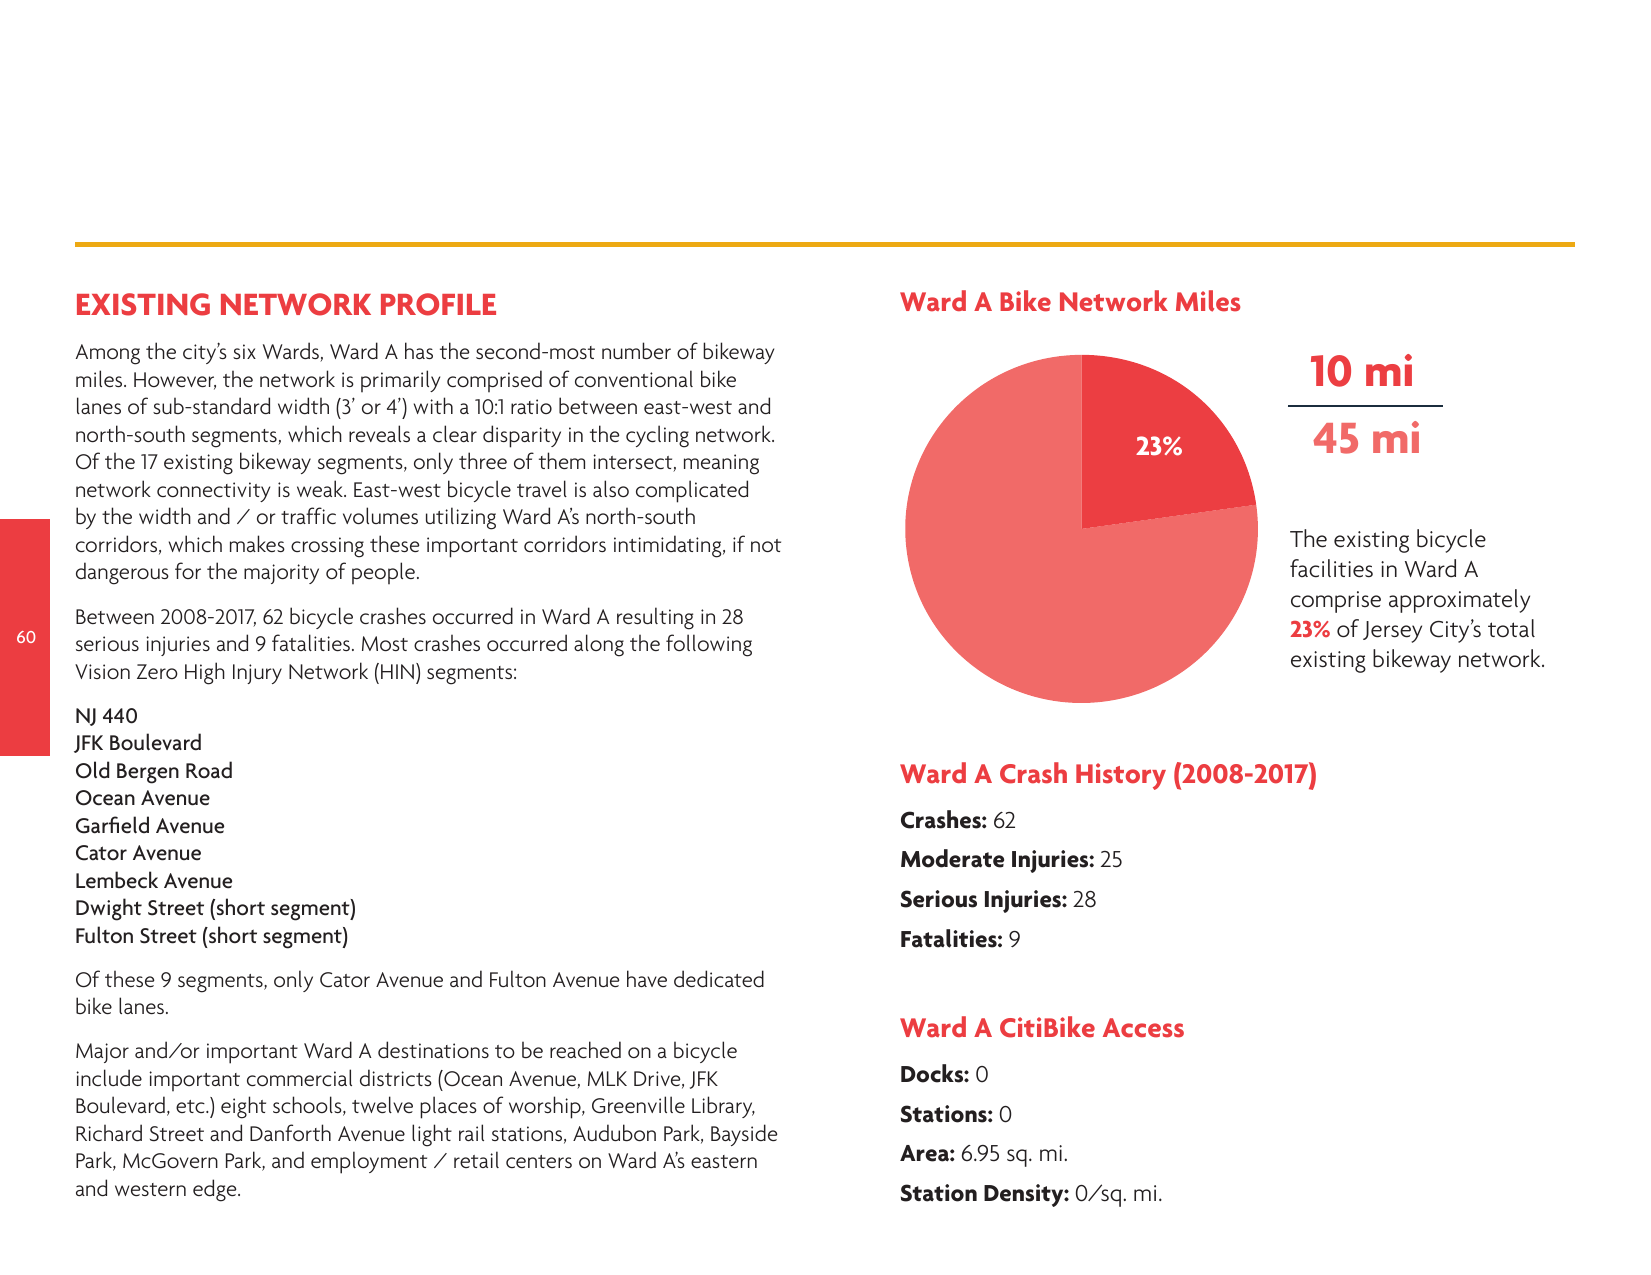 EXISTING NETWORK PROFILE
Among the city’s six Wards, Ward A has the second-most number of bikeway
miles. However, the network is primarily comprised of conventional bike
lanes of sub-standard width (3’ or 4’) with a 10:1 ratio between east-west and
north-south segments, which reveals a clear disparity in the cycling network.
Of the 17 existing bikeway segments, only three of them intersect, meaning
network connectivity is weak. East-west bicycle travel is also complicated
by the width and / or traffic volumes utilizing Ward A’s north-south
corridors, which makes crossing these important corridors intimidating, if not
dangerous for the majority of people.
Between 2008-2017, 62 bicycle crashes occurred in Ward A resulting in 28
serious injuries and 9 fatalities. Most crashes occurred along the following
Vision Zero High Injury Network (HIN) segments:
NJ 440
JFK Boulevard
Old Bergen Road
Ocean Avenue
Garfield Avenue
Cator Avenue
Lembeck Avenue
Dwight Street (short segment)
Fulton Street (short segment)
Of these 9 segments, only Cator Avenue and Fulton Avenue have dedicated
bike lanes.
Major and/or important Ward A destinations to be reached on a bicycle
include important commercial districts (Ocean Avenue, MLK Drive, JFK
Boulevard, etc.) eight schools, twelve places of worship, Greenville Library,
Richard Street and Danforth Avenue light rail stations, Audubon Park, Bayside
Park, McGovern Park, and employment / retail centers on Ward A’s eastern
and western edge.
60
Ward A Bike Network Miles
23%
10 mi
45 mi
The existing bicycle
facilities in Ward A
comprise approximately
23% of Jersey City’s total
existing bikeway network.
Ward A Crash History (2008-2017)
Crashes: 62
Moderate Injuries: 25
Serious Injuries: 28
Fatalities: 9
Ward A CitiBike Access
Docks: 0
Stations: 0
Area: 6.95 sq. mi.
Station Density: 0/sq. mi.